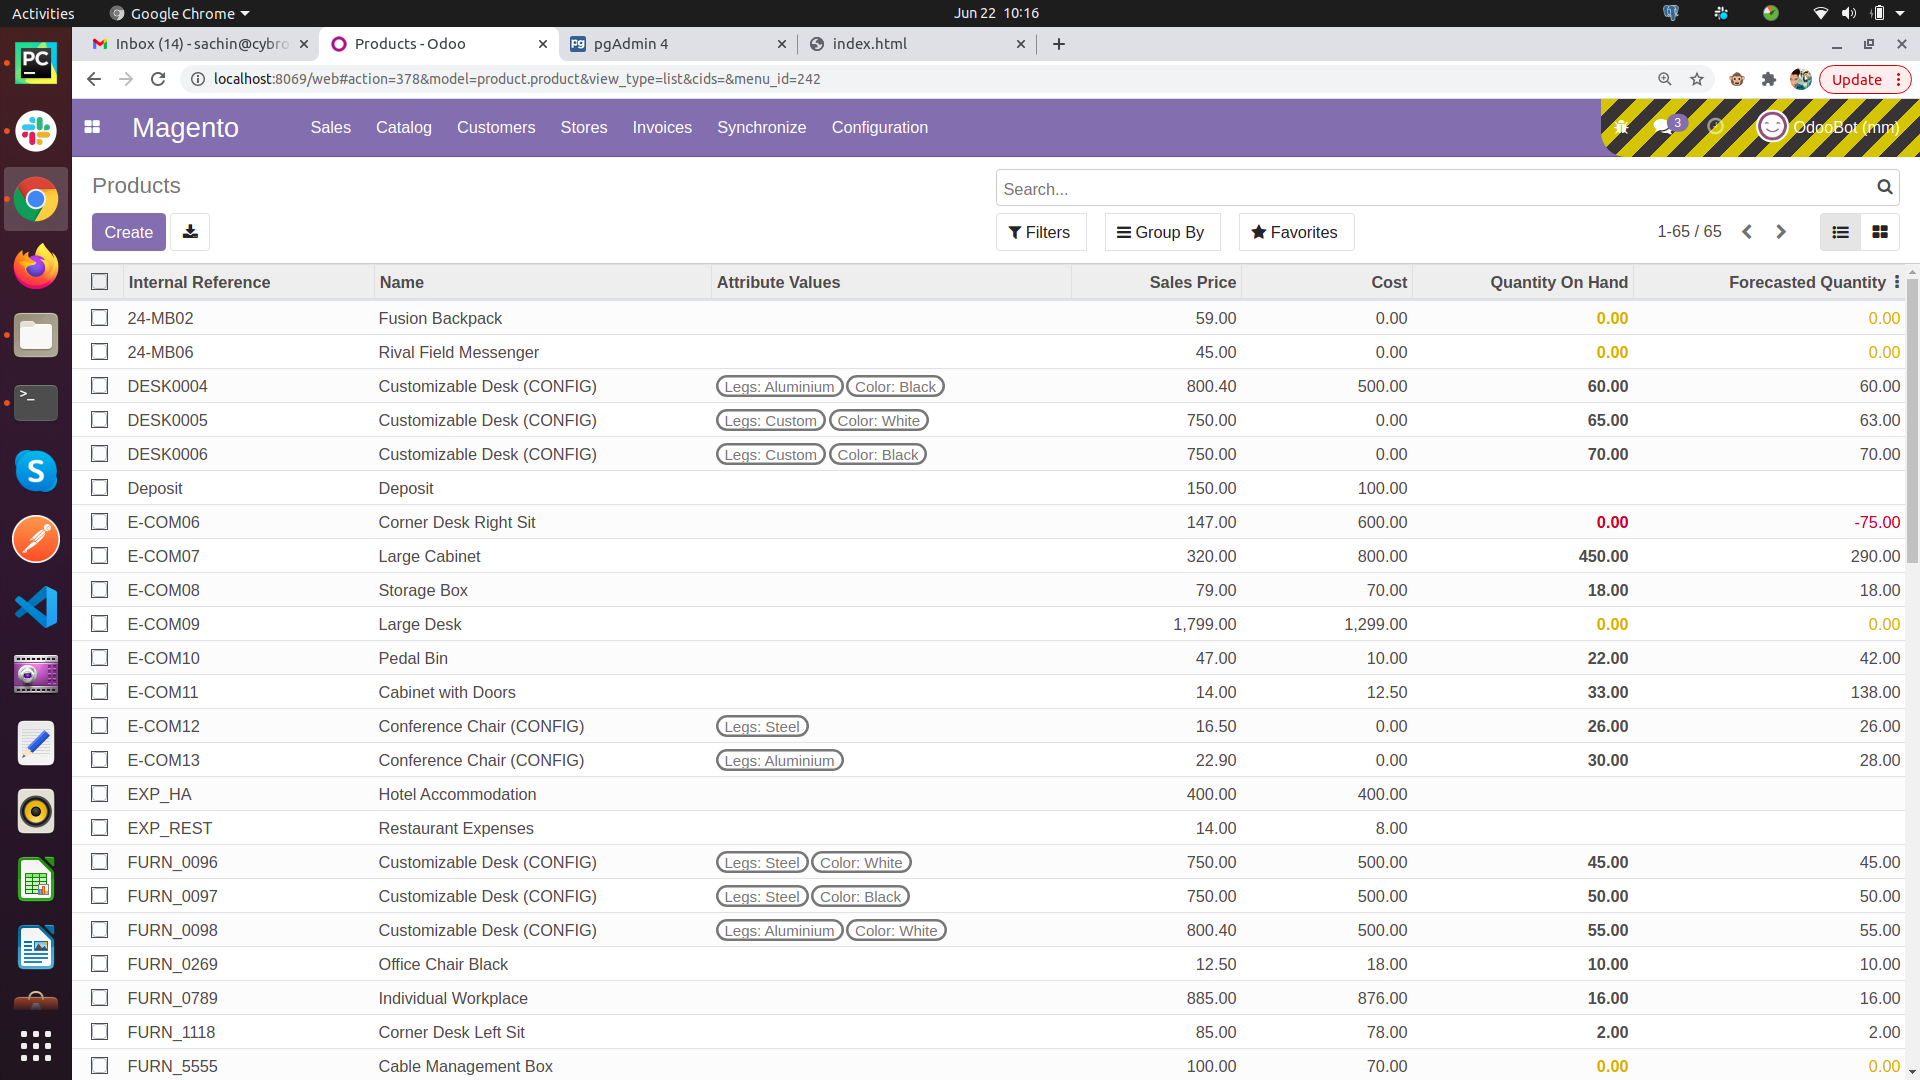 Activities Google Chrome Jun 22 10:16
Inbox (14) - sachin@cybro Products - Odoo pgAdmin 4 index.html
localhost:8069/web#action=378&model=product.product&view_type=list&cids=&menu_id=242 Update
Magento Sales Catalog Customers Stores Invoices Synchronize Configuration 3 OdooBot (mm)
Products Search...
Create Filters Group By Favorites 1-65 / 65
Internal Reference Name Attribute Values Sales Price Cost Quantity On Hand Forecasted Quantity
24-MB02 Fusion Backpack 59.00 0.00 0.00 0.00
24-MB06 Rival Field Messenger 45.00 0.00 0.00 0.00
DESK0004 Customizable Desk (CONFIG) Legs: Aluminium Color: Black 800.40 500.00 60.00 60.00
DESK0005 Customizable Desk (CONFIG) Legs: Custom Color: White 750.00 0.00 65.00 63.00
DESK0006 Customizable Desk (CONFIG) Legs: Custom Color: Black 750.00 0.00 70.00 70.00
Deposit Deposit 150.00 100.00
E-COM06 Corner Desk Right Sit 147.00 600.00 0.00 -75.00
E-COM07 Large Cabinet 320.00 800.00 450.00 290.00
E-COM08 Storage Box 79.00 70.00 18.00 18.00
E-COM09 Large Desk 1,799.00 1,299.00 0.00 0.00
E-COM10 Pedal Bin 47.00 10.00 22.00 42.00
E-COM11 Cabinet with Doors 14.00 12.50 33.00 138.00
E-COM12 Conference Chair (CONFIG) Legs: Steel 16.50 0.00 26.00 26.00
E-COM13 Conference Chair (CONFIG) Legs: Aluminium 22.90 0.00 30.00 28.00
EXP_HA Hotel Accommodation 400.00 400.00
EXP_REST Restaurant Expenses 14.00 8.00
FURN_0096 Customizable Desk (CONFIG) Legs: Steel Color: White 750.00 500.00 45.00 45.00
FURN_0097 Customizable Desk (CONFIG) Legs: Steel Color: Black 750.00 500.00 50.00 50.00
FURN_0098 Customizable Desk (CONFIG) Legs: Aluminium Color: White 800.40 500.00 55.00 55.00
FURN_0269 Office Chair Black 12.50 18.00 10.00 10.00
FURN_0789 Individual Workplace 885.00 876.00 16.00 16.00
FURN_1118 Corner Desk Left Sit 85.00 78.00 2.00 2.00
FURN_5555 Cable Management Box 100.00 70.00 0.00 0.00